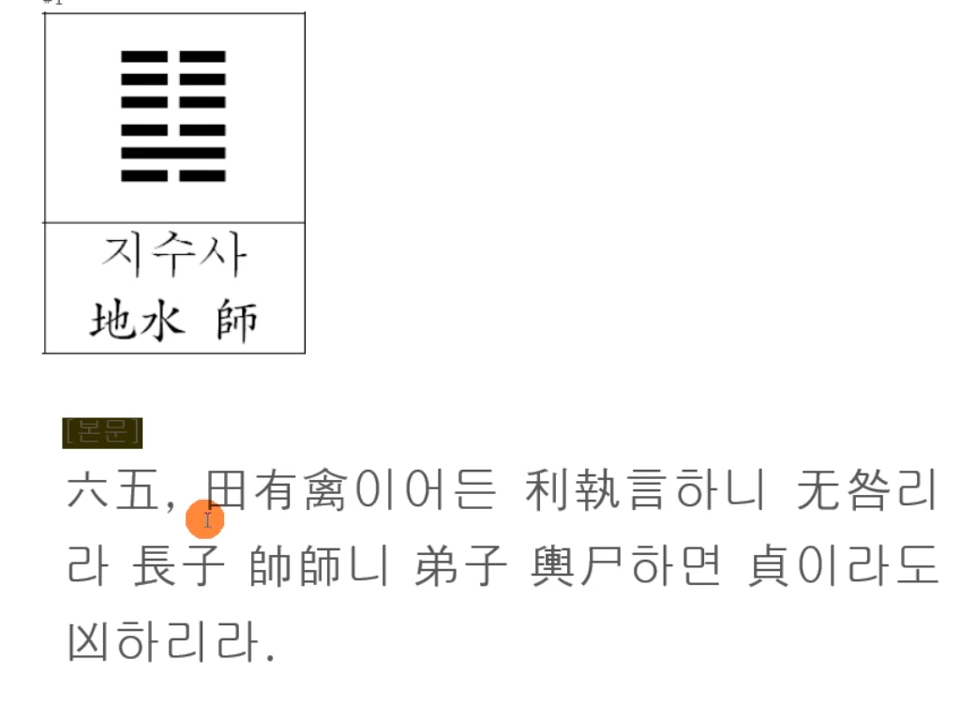 #1
지수사
地水 師
[본문]
六五, 田有禽이어든 利執言하니 无咎리
라 長子 帥師니 弟子 輿尸하면 貞이라도
凶하리라.